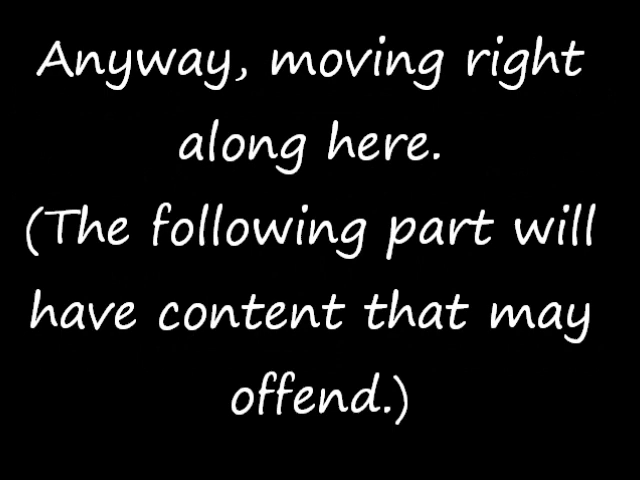 Anyway, moving right
along here.
(The following part will
have content that may
offend.)